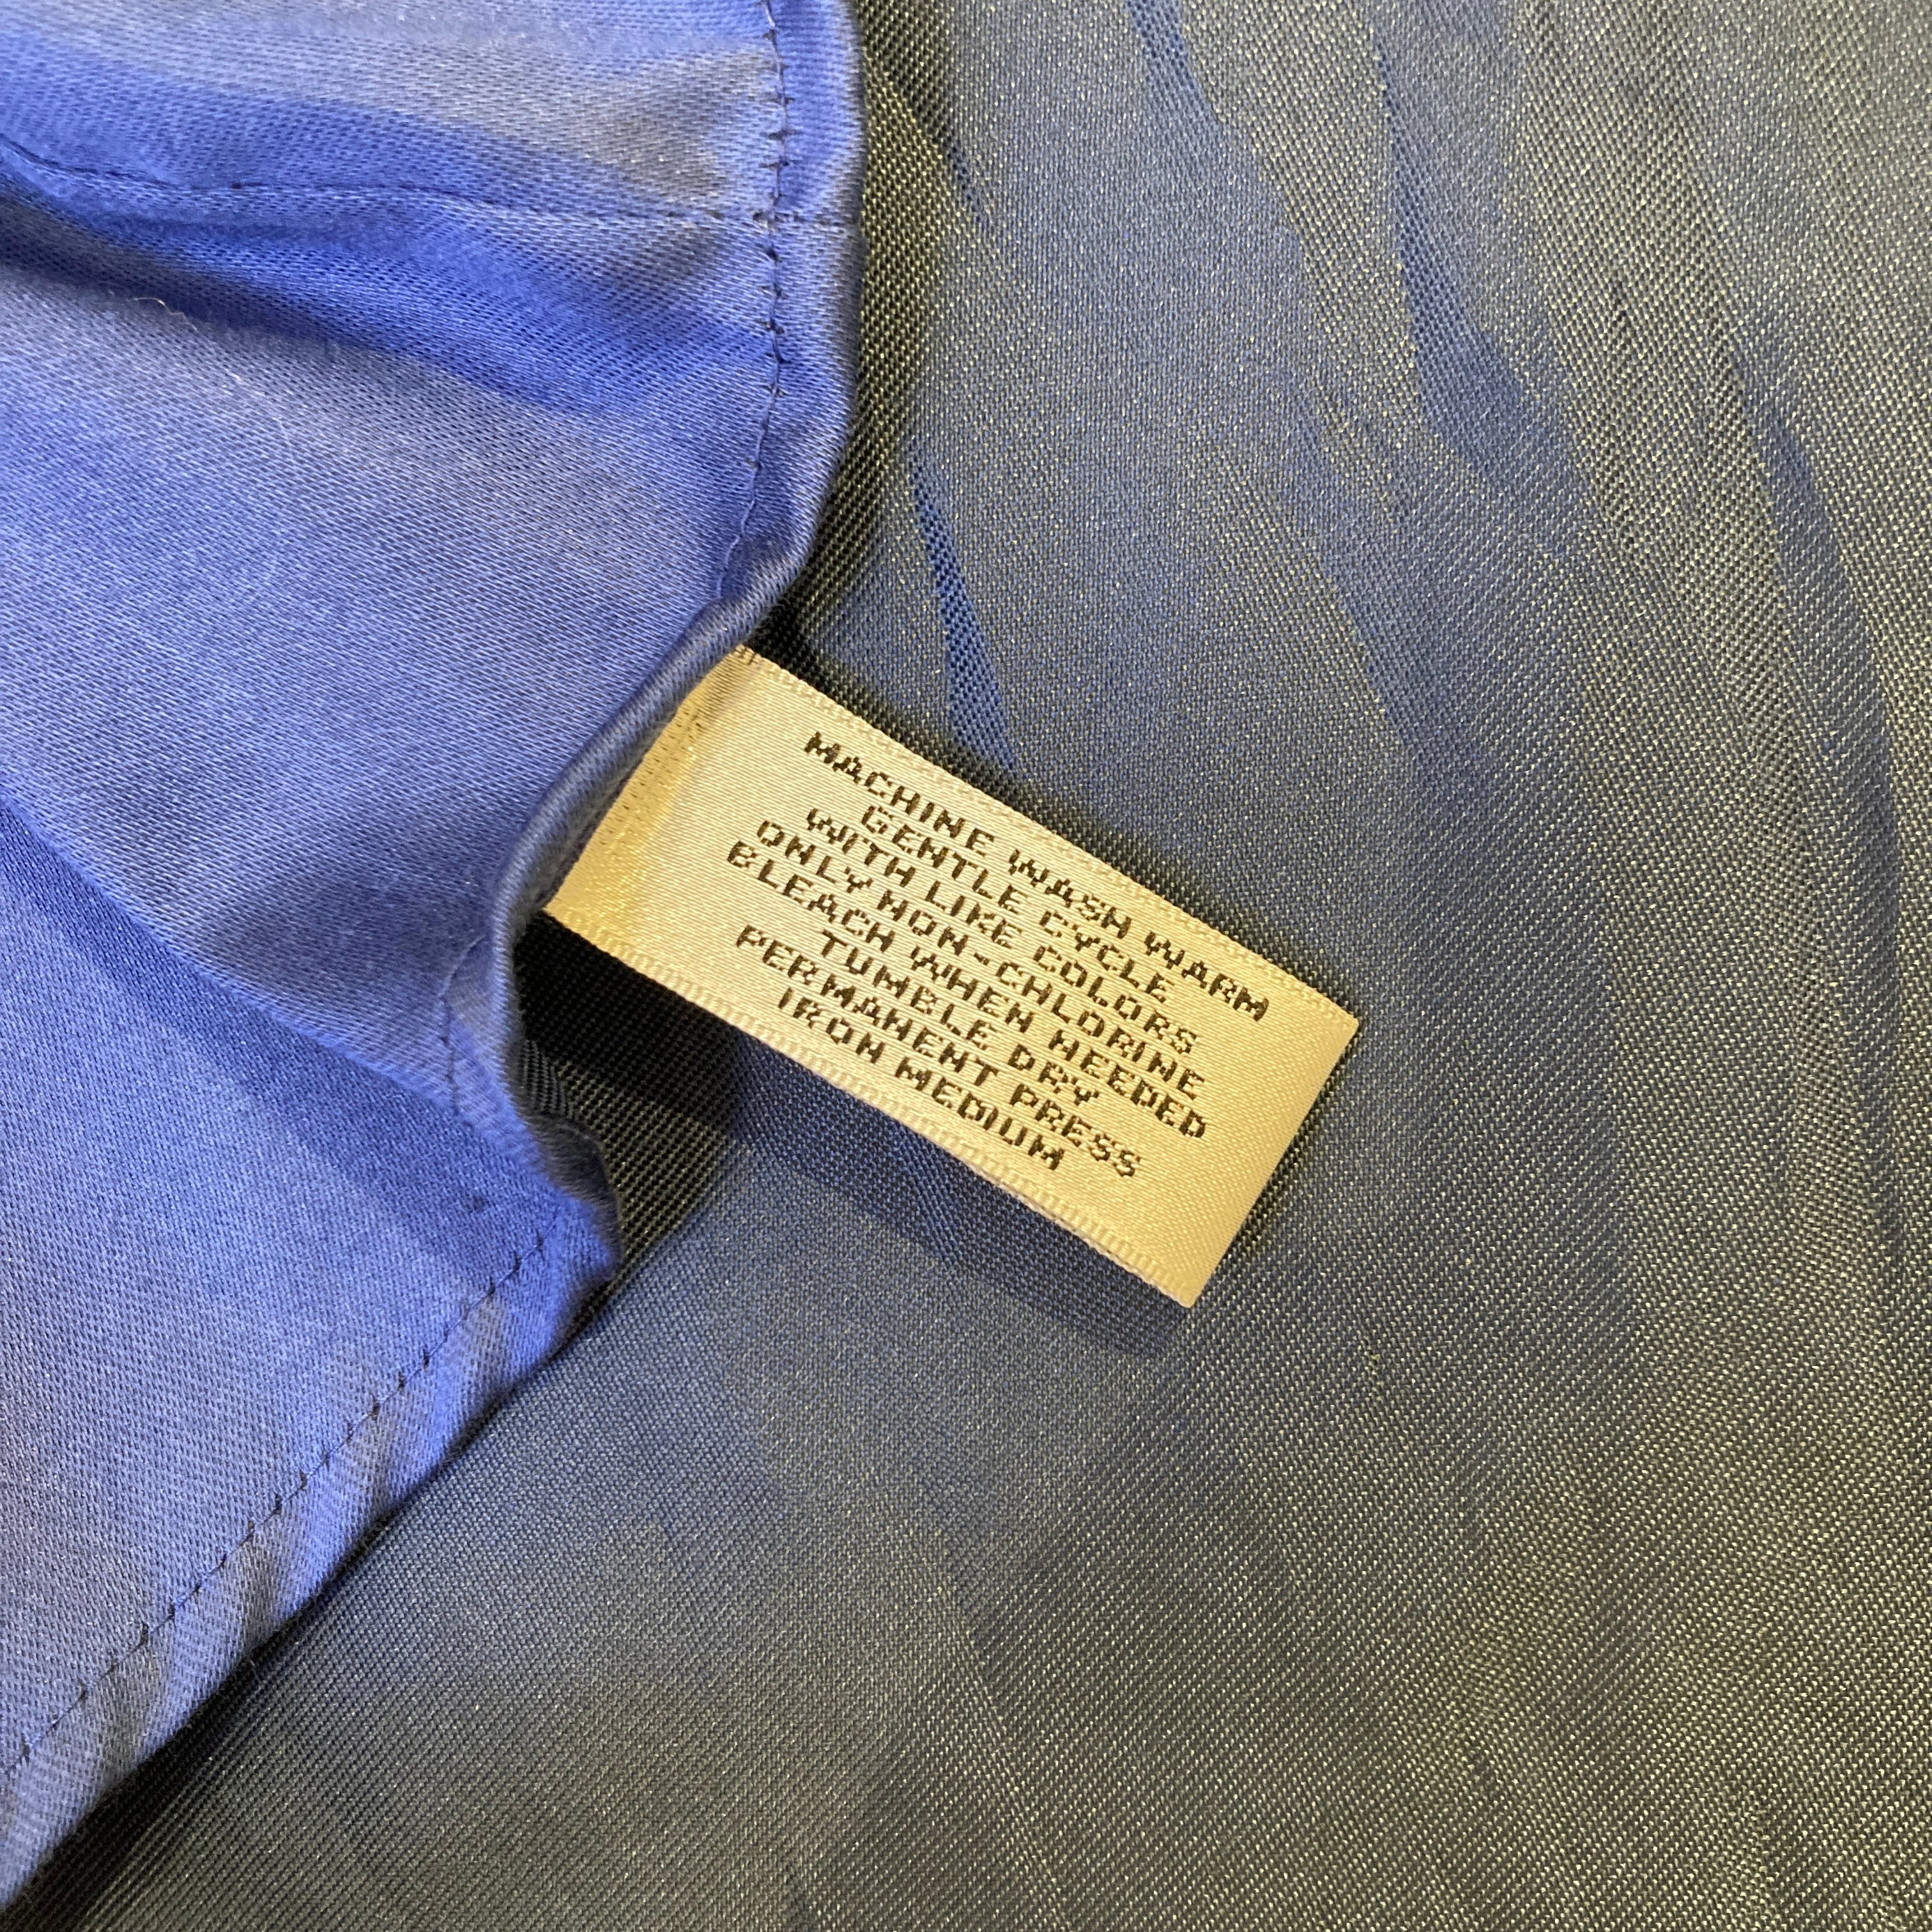 MACHINE WASH WARM
GENTLE CYCLE
WITH LIKE COLORS
ONLY NON-CHLORINE
BLEACH WHEN NEEDED
TUMBLE DRY
PERMANENT PRESS
IRON MEDIUM